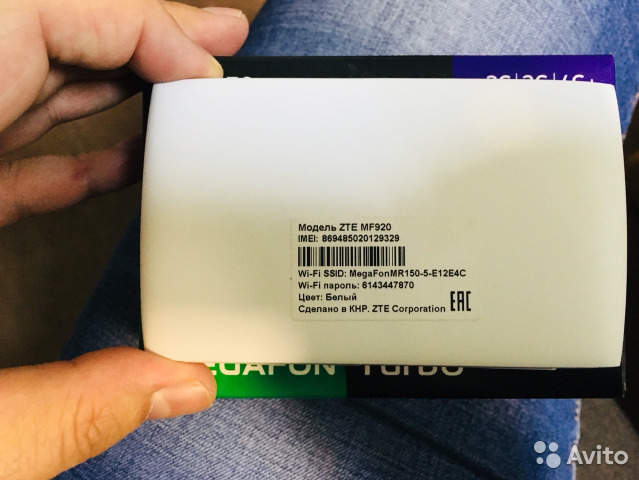 Модель ZTE MF920
IMEI: 869485020129329
Wi-Fi SSID: MegaFonMR150-5-E12E4C
Wi-Fi пароль: 6143447870
Цвет: Белый
Сделано в КНР. ZTE Corporation
EAC
TURBO
Avito